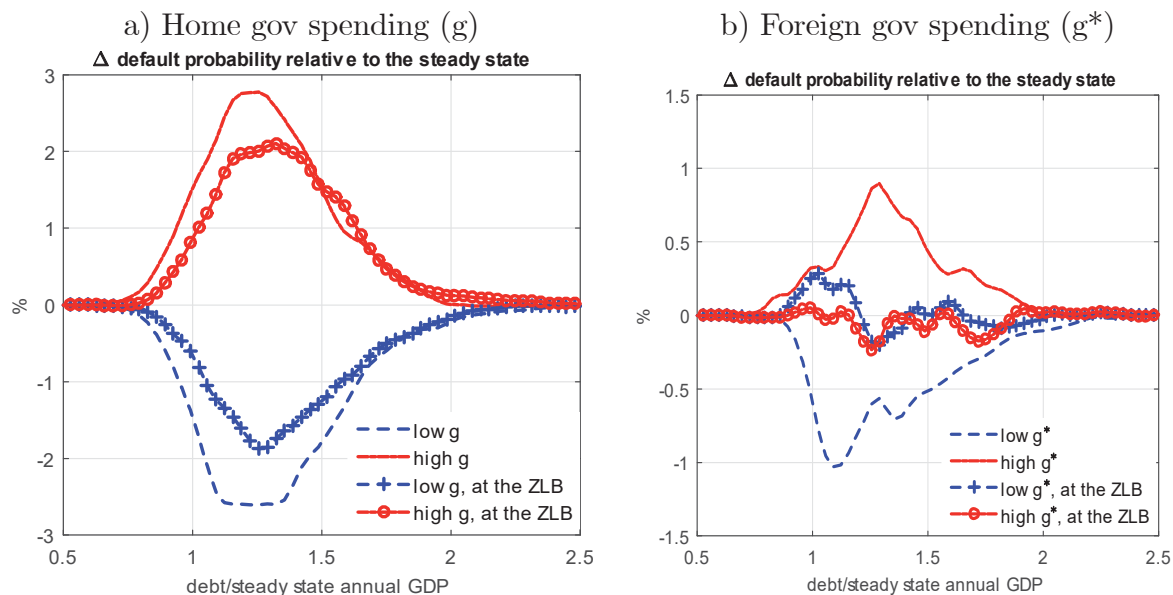 a) Home gov spending (g)
Δ default probability relative to the steady state
3
2
1
0
-1
-2
-3
%
low g
high g
low g, at the ZLB
high g, at the ZLB
0.5 1 1.5 2 2.5
debt/steady state annual GDP
b) Foreign gov spending (g*)
Δ default probability relative to the steady state
1.5
1
0.5
0
-0.5
-1
-1.5
%
low g*
high g*
low g*, at the ZLB
high g*, at the ZLB
0.5 1 1.5 2 2.5
debt/steady state annual GDP